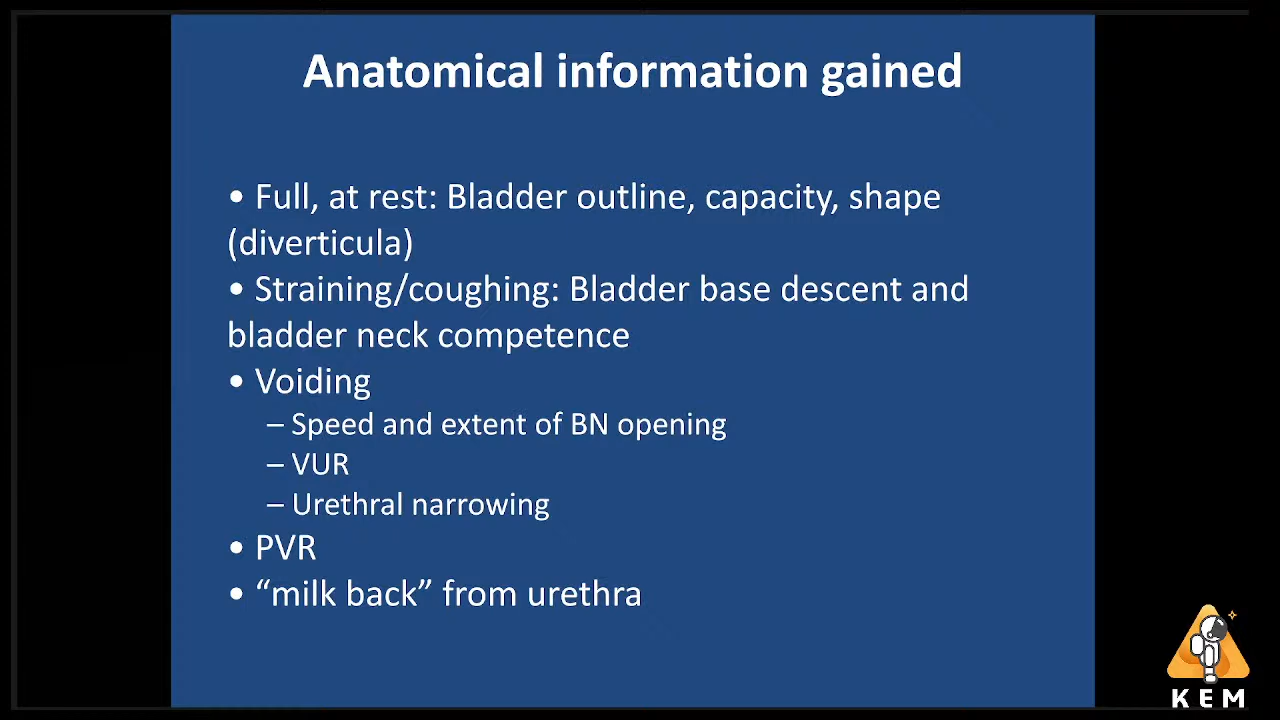 Anatomical information gained
• Full, at rest: Bladder outline, capacity, shape
(diverticula)
• Straining/coughing: Bladder base descent and
bladder neck competence
• Voiding
– Speed and extent of BN opening
– VUR
– Urethral narrowing
• PVR
• “milk back” from urethra
KEM